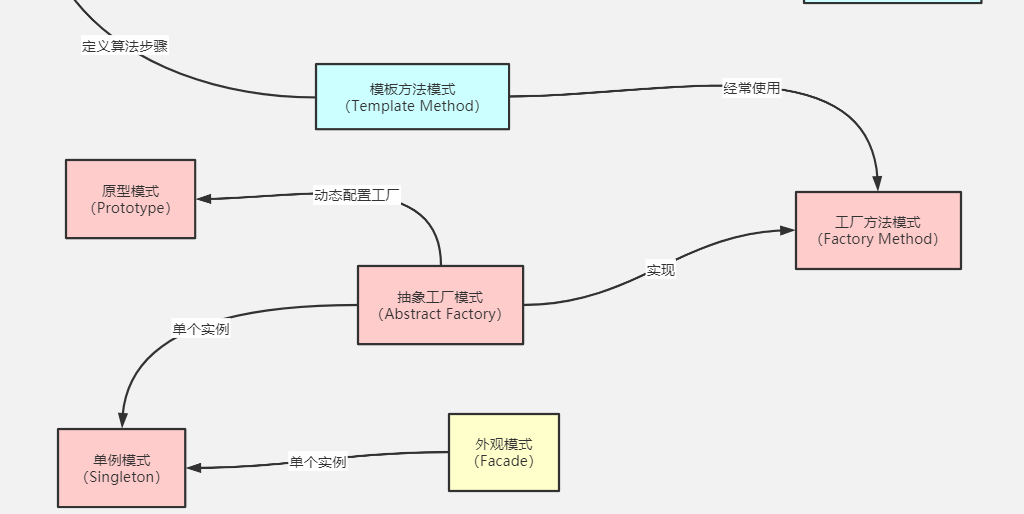 定义算法步骤
模板方法模式
（Template Method）
经常使用
原型模式
（Prototype）
动态配置工厂
工厂方法模式
（Factory Method）
实现
抽象工厂模式
（Abstract Factory）
单个实例
单例模式
（Singleton）
单个实例
外观模式
（Facade）